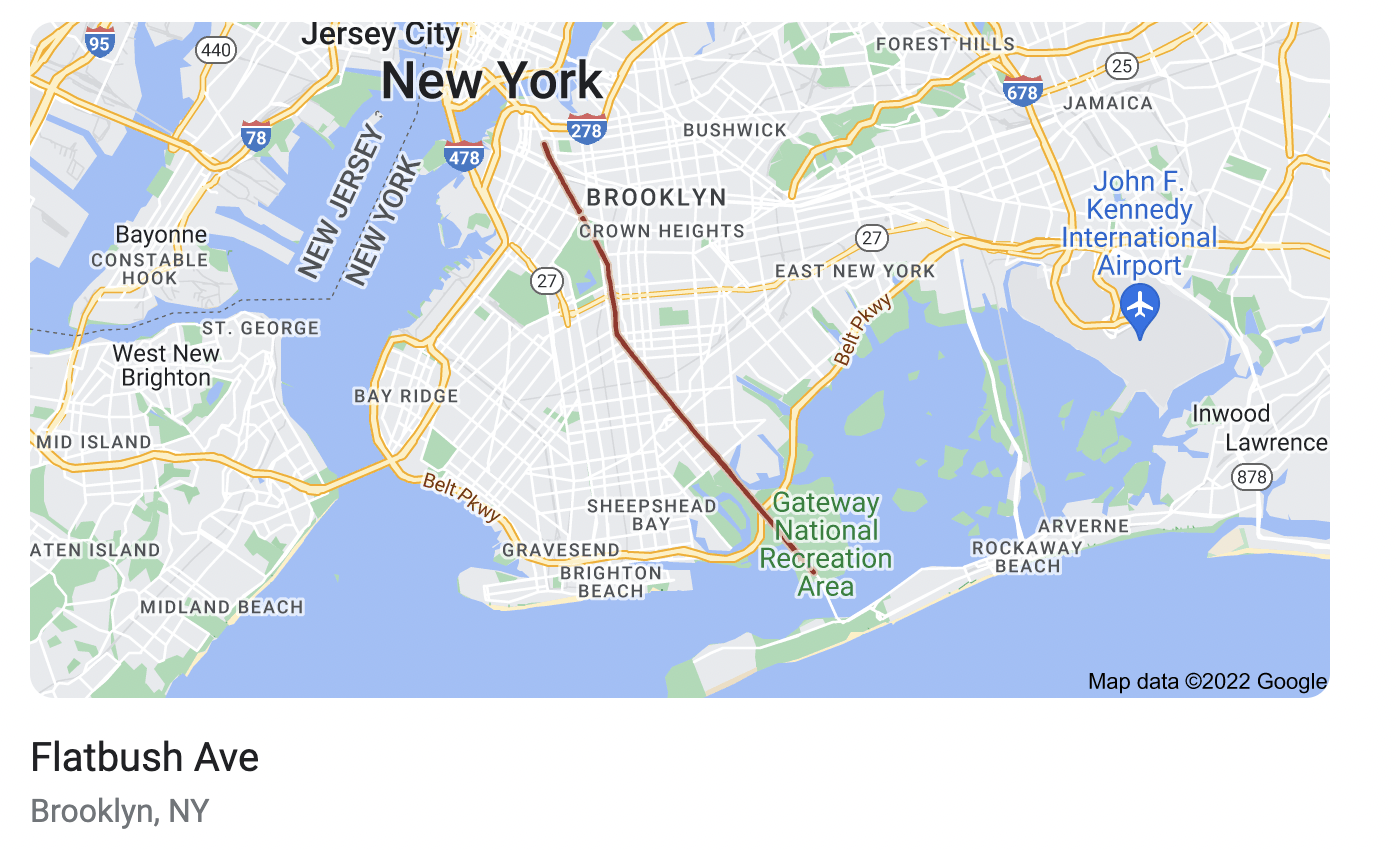 Jersey City
95
440
FOREST HILLS
25
New York
678
JAMAICA
78
278
BUSHWICK
478
NEW JERSEY
NEW YORK
John F.
Kennedy
International
Airport
BROOKLYN
CROWN HEIGHTS
Bayonne
CONSTABLE
HOOK
27
27
EAST NEW YORK
ST. GEORGE
Belt Pkwy
West New
Brighton
BAY RIDGE
Inwood
Lawrence
MID ISLAND
878
Belt Pkwy
SHEEPSHEAD
BAY
Gateway
National
Recreation
Area
ARVERNE
ATEN ISLAND
GRAVESEND
ROCKAWAY
BEACH
BRIGHTON
BEACH
MIDLAND BEACH
Map data ©2022 Google
Flatbush Ave
Brooklyn, NY